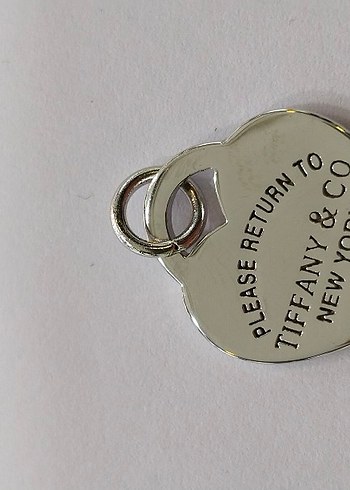 PLEASE RETURN TO
TIFFANY & CO
NEW YOR